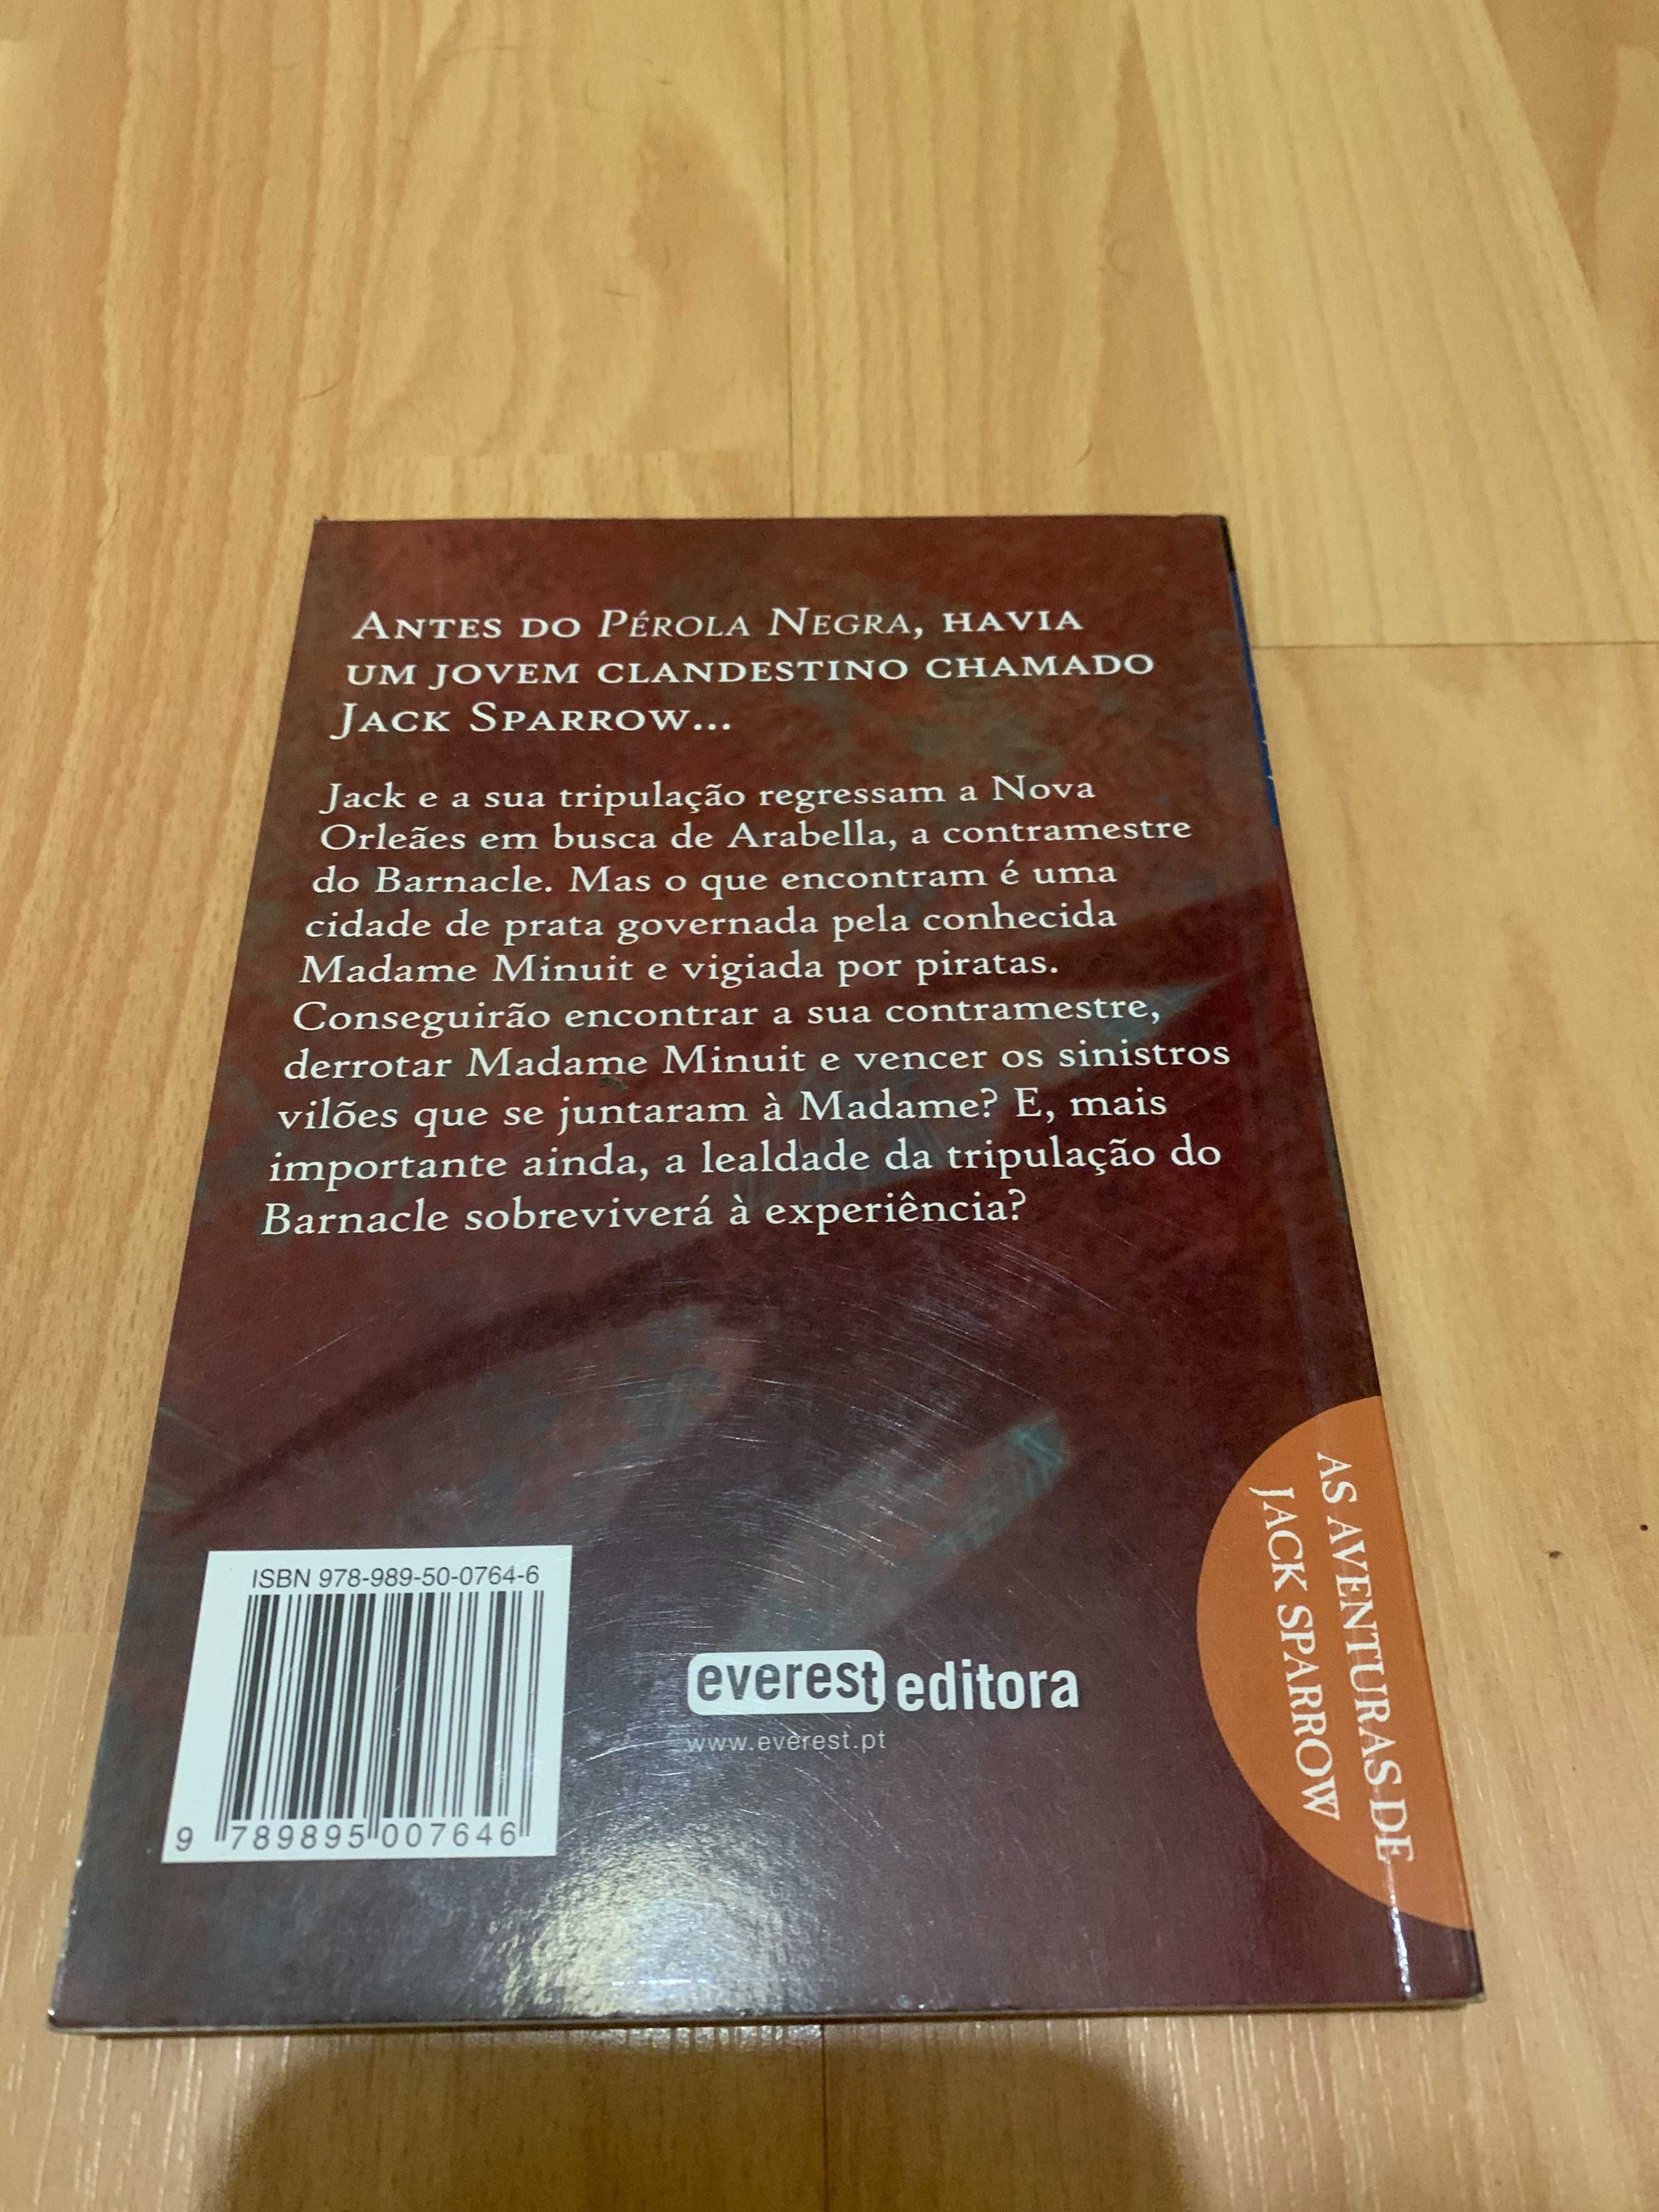 Antes do Pérola Negra, havia
um jovem clandestino chamado
Jack Sparrow...
Jack e a sua tripulação regressam a Nova
Orleães em busca de Arabella, a contramestre
do Barnacle. Mas o que encontram é uma
cidade de prata governada pela conhecida
Madame Minuit e vigiada por piratas.
Conseguirão encontrar a sua contramestre,
derrotar Madame Minuit e vencer os sinistros
vilões que se juntaram à Madame? E, mais
importante ainda, a lealdade da tripulação do
Barnacle sobreviverá à experiência?
AS AVENTURAS DE
JACK SPARROW
ISBN 978-989-50-0764-6
9 789895 007646
everest editora
www.everest.pt